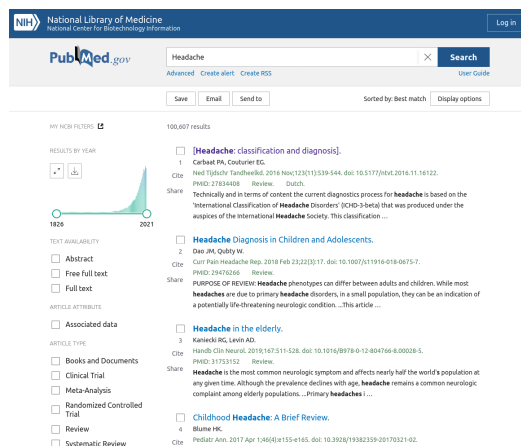 NIH National Library of Medicine
National Center for Biotechnology Information
Log in
PubMed.gov
Headache
Search
Advanced Create alert Create RSS
User Guide
Save Email Send to
Sorted by: Best match Display options
MY NCBI FILTERS
100,607 results
RESULTS BY YEAR
1826 2021
TEXT AVAILABILITY
Abstract
Free full text
Full text
ARTICLE ATTRIBUTE
Associated data
ARTICLE TYPE
Books and Documents
Clinical Trial
Meta-Analysis
Randomized Controlled
Trial
Review
Systematic Review
[Headache: classification and diagnosis].
1
Carbaat PA, Couturier EG.
Cite
Ned Tijdschr Tandheelkd. 2016 Nov;123(11):539-544. doi: 10.5177/ntvt.2016.11.16122.
PMID: 27834408 Review. Dutch.
Share
Technically and in terms of content the current diagnostics process for headache is based on the
'International Classification of Headache Disorders' (ICHD-3-beta) that was produced under the
auspices of the International Headache Society. This classification ...
Headache Diagnosis in Children and Adolescents.
2
Dao JM, Qubty W.
Cite
Curr Pain Headache Rep. 2018 Feb 23;22(3):17. doi: 10.1007/s11916-018-0675-7.
PMID: 29476266 Review.
Share
PURPOSE OF REVIEW: Headache phenotypes can differ between adults and children. While most
headaches are due to primary headache disorders, in a small population, they can be an indication of
a potentially life-threatening neurologic condition. ...This article ...
Headache in the elderly.
3
Kaniecki RG, Levin AD.
Cite
Handb Clin Neurol. 2019;167:511-528. doi: 10.1016/B978-0-12-804766-8.00028-5.
PMID: 31753152 Review.
Share
Headache is the most common neurologic symptom and affects nearly half the world's population at
any given time. Although the prevalence declines with age, headache remains a common neurologic
complaint among elderly populations. ...Primary headaches i ...
Childhood Headache: A Brief Review.
4
Blume HK.
Cite
Pediatr Ann. 2017 Apr 1;46(4):e155-e165. doi: 10.3928/19382359-20170321-02.